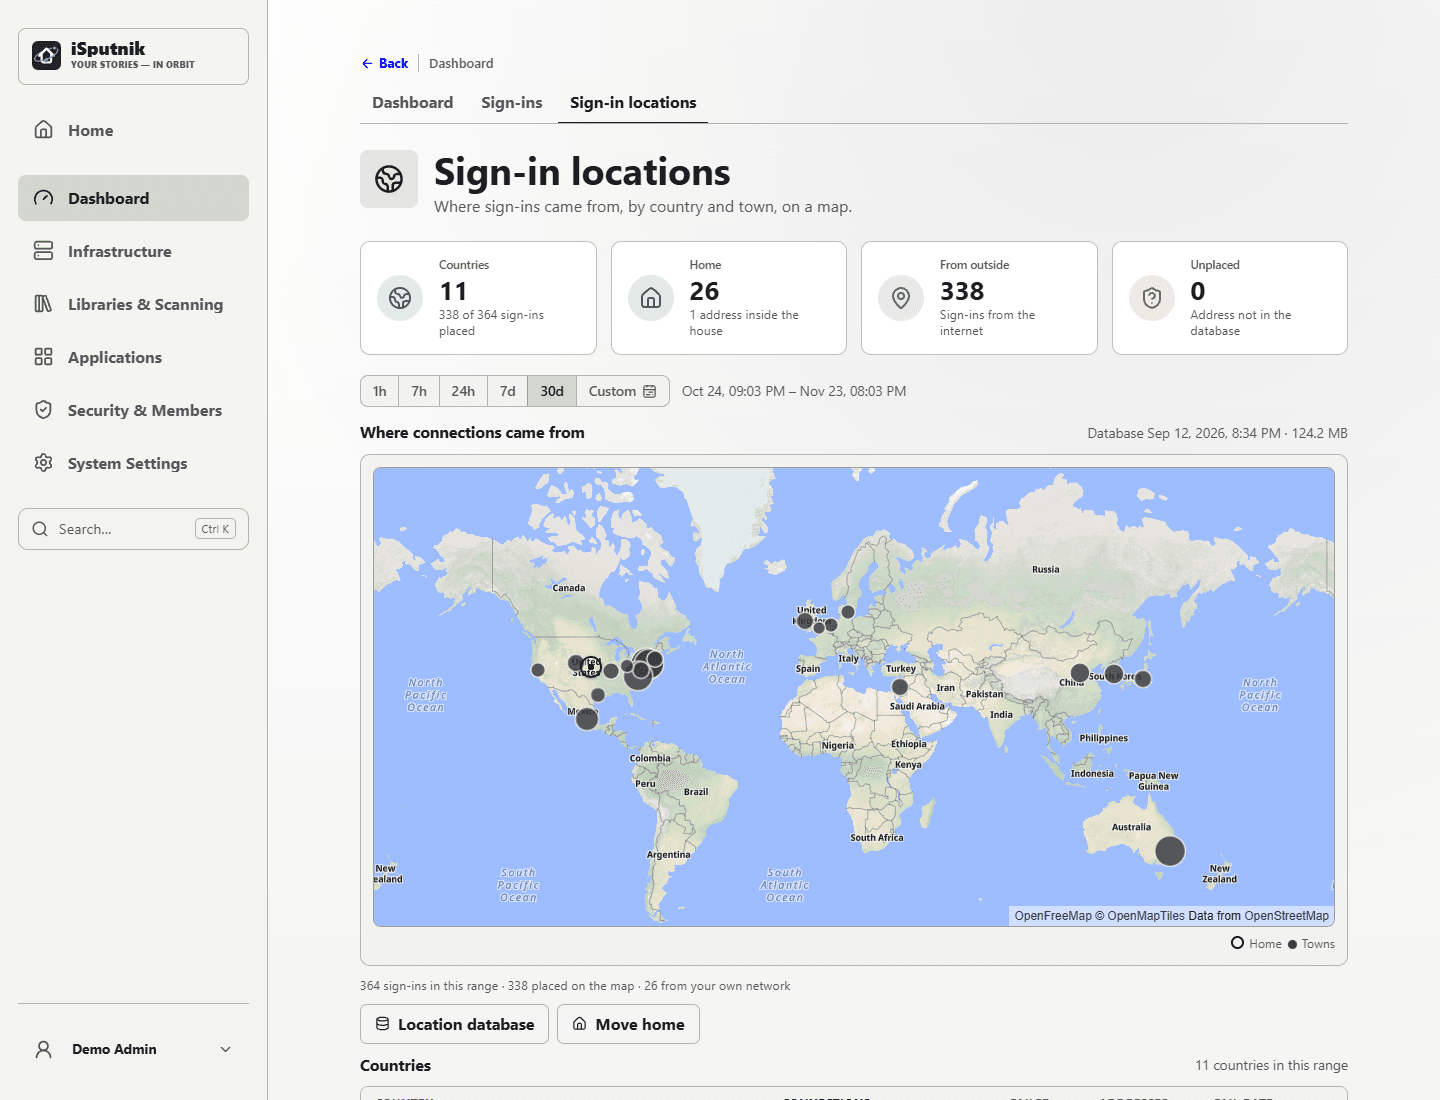 iSputnik
YOUR STORIES — IN ORBIT
Home
Dashboard
Infrastructure
Libraries & Scanning
Applications
Security & Members
System Settings
Search...
Ctrl K
Demo Admin
Back
Dashboard
Dashboard
Sign-ins
Sign-in locations
Sign-in locations
Where sign-ins came from, by country and town, on a map.
Countries
11
338 of 364 sign-ins
placed
Home
26
1 address inside the
house
From outside
338
Sign-ins from the
internet
Unplaced
0
Address not in the
database
1h
7h
24h
7d
30d
Custom
Oct 24, 09:03 PM – Nov 23, 08:03 PM
Where connections came from
Database Sep 12, 2026, 8:34 PM · 124.2 MB
Russia
Canada
United
Kingdom
North
Atlantic
Ocean
Italy
Spain
Turkey
United
States
China
South Korea
North
Pacific
Ocean
North
Pacific
Ocean
Iran
Pakistan
Saudi Arabia
India
Mexico
Philippines
Nigeria
Ethiopia
Kenya
Colombia
Indonesia
Papua New
Guinea
Peru
Brazil
Australia
South Africa
Argentina
New
Zealand
South
Pacific
Ocean
South
Atlantic
Ocean
New
ealand
OpenFreeMap © OpenMapTiles Data from OpenStreetMap
Home
Towns
364 sign-ins in this range · 338 placed on the map · 26 from your own network
Location database
Move home
Countries
11 countries in this range